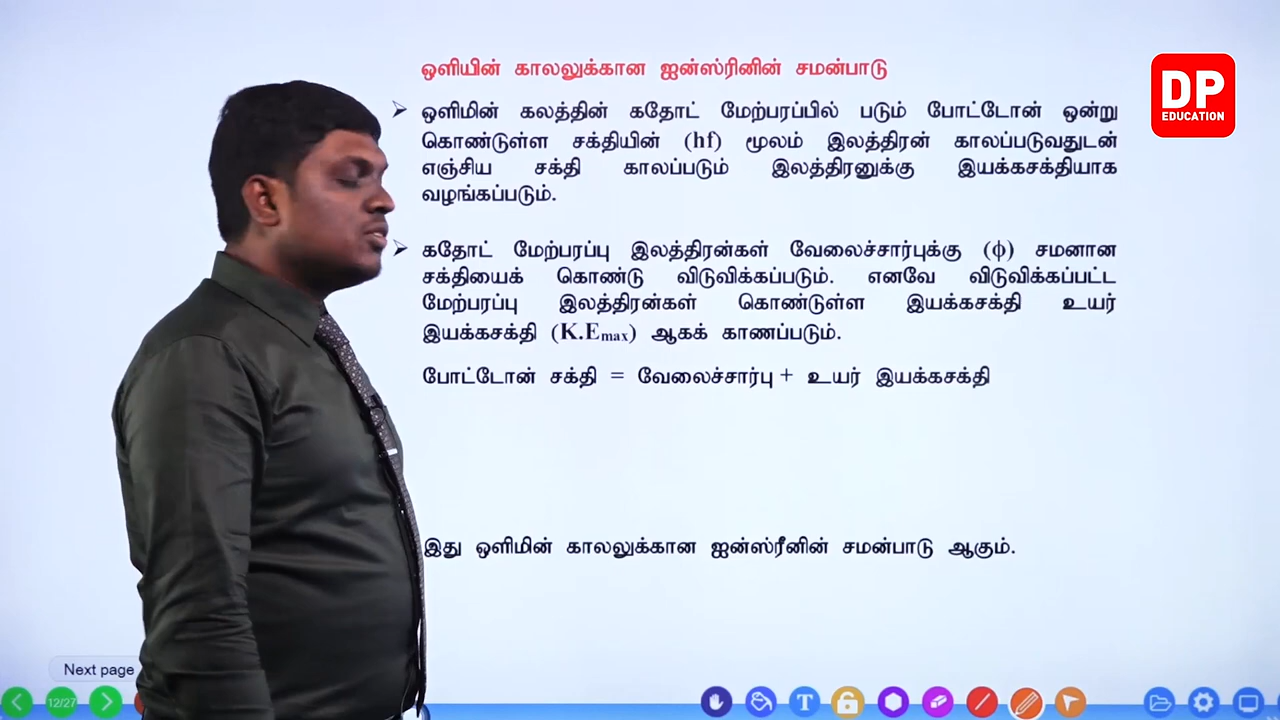 ஒளியின் காலலுக்கான ஐன்ஸ்ரினின் சமன்பாடு
DP
EDUCATION
➢ ஒளிமின் கலத்தின் கதோட் மேற்பரப்பில் படும் போட்டோன் ஒன்று
கொண்டுள்ள சக்தியின் (hf) மூலம் இலத்திரன் காலப்படுவதுடன்
எஞ்சிய சக்தி காலப்படும் இலத்திரனுக்கு இயக்கசக்தியாக
வழங்கப்படும்.
➢ கதோட் மேற்பரப்பு இலத்திரன்கள் வேலைச்சார்புக்கு (ϕ) சமனான
சக்தியைக் கொண்டு விடுவிக்கப்படும். எனவே விடுவிக்கப்பட்ட
மேற்பரப்பு இலத்திரன்கள் கொண்டுள்ள இயக்கசக்தி உயர்
இயக்கசக்தி (K.Emax) ஆகக் காணப்படும்.
போட்டோன் சக்தி = வேலைச்சார்பு + உயர் இயக்கசக்தி
இது ஒளிமின் காலலுக்கான ஐன்ஸ்ரீனின் சமன்பாடு ஆகும்.
Next page
12/27